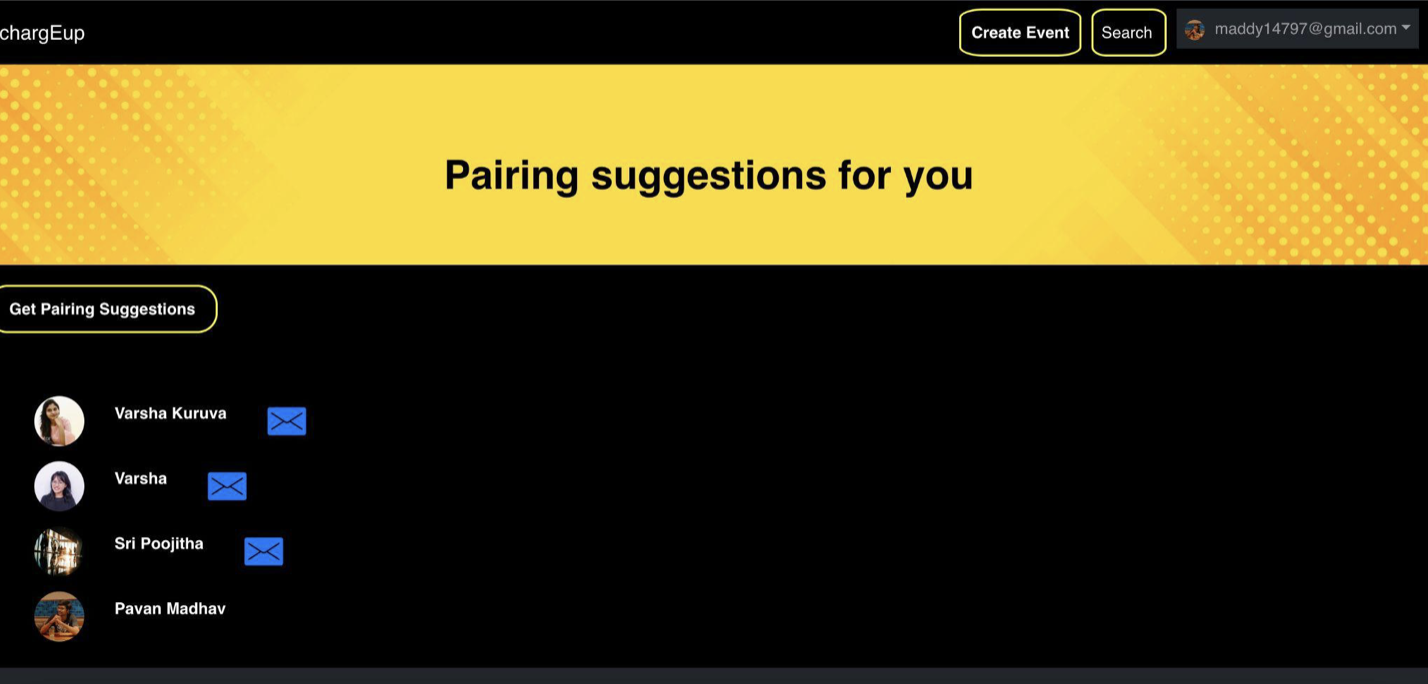 chargEup
Create Event
Search
maddy14797@gmail.com
Pairing suggestions for you
Get Pairing Suggestions
Varsha Kuruva
Varsha
Sri Poojitha
Pavan Madhav